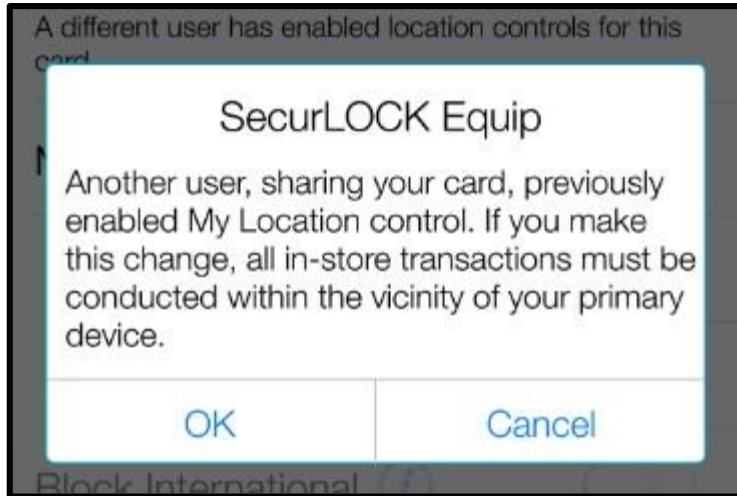 A different user has enabled location controls for this
card
SecurLOCK Equip
Another user, sharing your card, previously
enabled My Location control. If you make
this change, all in-store transactions must be
conducted within the vicinity of your primary
device.
OK
Cancel
Block International